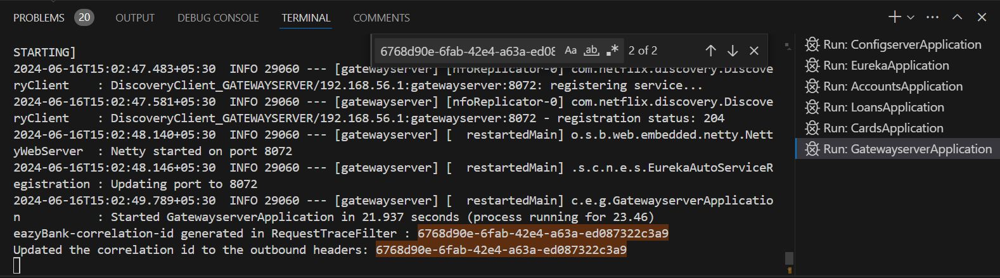 PROBLEMS 20 OUTPUT DEBUG CONSOLE TERMINAL COMMENTS
6768d90e-6fab-42e4-a63a-ed08 Aa ab .* 2 of 2
STARTING]
2024-06-16T15:02:47.483+05:30  INFO 29060 --- [gatewayserver] [nfoReplicator-0] com.netflix.discovery.Discove
ryClient    : DiscoveryClient_GATEWAYSERVER/192.168.56.1:gatewayserver:8072: registering service...
2024-06-16T15:02:47.581+05:30  INFO 29060 --- [gatewayserver] [nfoReplicator-0] com.netflix.discovery.Discove
ryClient    : DiscoveryClient_GATEWAYSERVER/192.168.56.1:gatewayserver:8072 - registration status: 204
2024-06-16T15:02:48.140+05:30  INFO 29060 --- [gatewayserver] [  restartedMain] o.s.b.web.embedded.netty.Nett
yWebServer  : Netty started on port 8072
2024-06-16T15:02:48.146+05:30  INFO 29060 --- [gatewayserver] [  restartedMain] .s.c.n.e.s.EurekaAutoServiceR
egistration : Updating port to 8072
2024-06-16T15:02:49.789+05:30  INFO 29060 --- [gatewayserver] [  restartedMain] c.e.g.GatewayserverApplicatio
n           : Started GatewayserverApplication in 21.937 seconds (process running for 23.46)
eazyBank-correlation-id generated in RequestTraceFilter : 6768d90e-6fab-42e4-a63a-ed087322c3a9
Updated the correlation id to the outbound headers: 6768d90e-6fab-42e4-a63a-ed087322c3a9
Run: ConfigserverApplication
Run: EurekaApplication
Run: AccountsApplication
Run: LoansApplication
Run: CardsApplication
Run: GatewayserverApplication